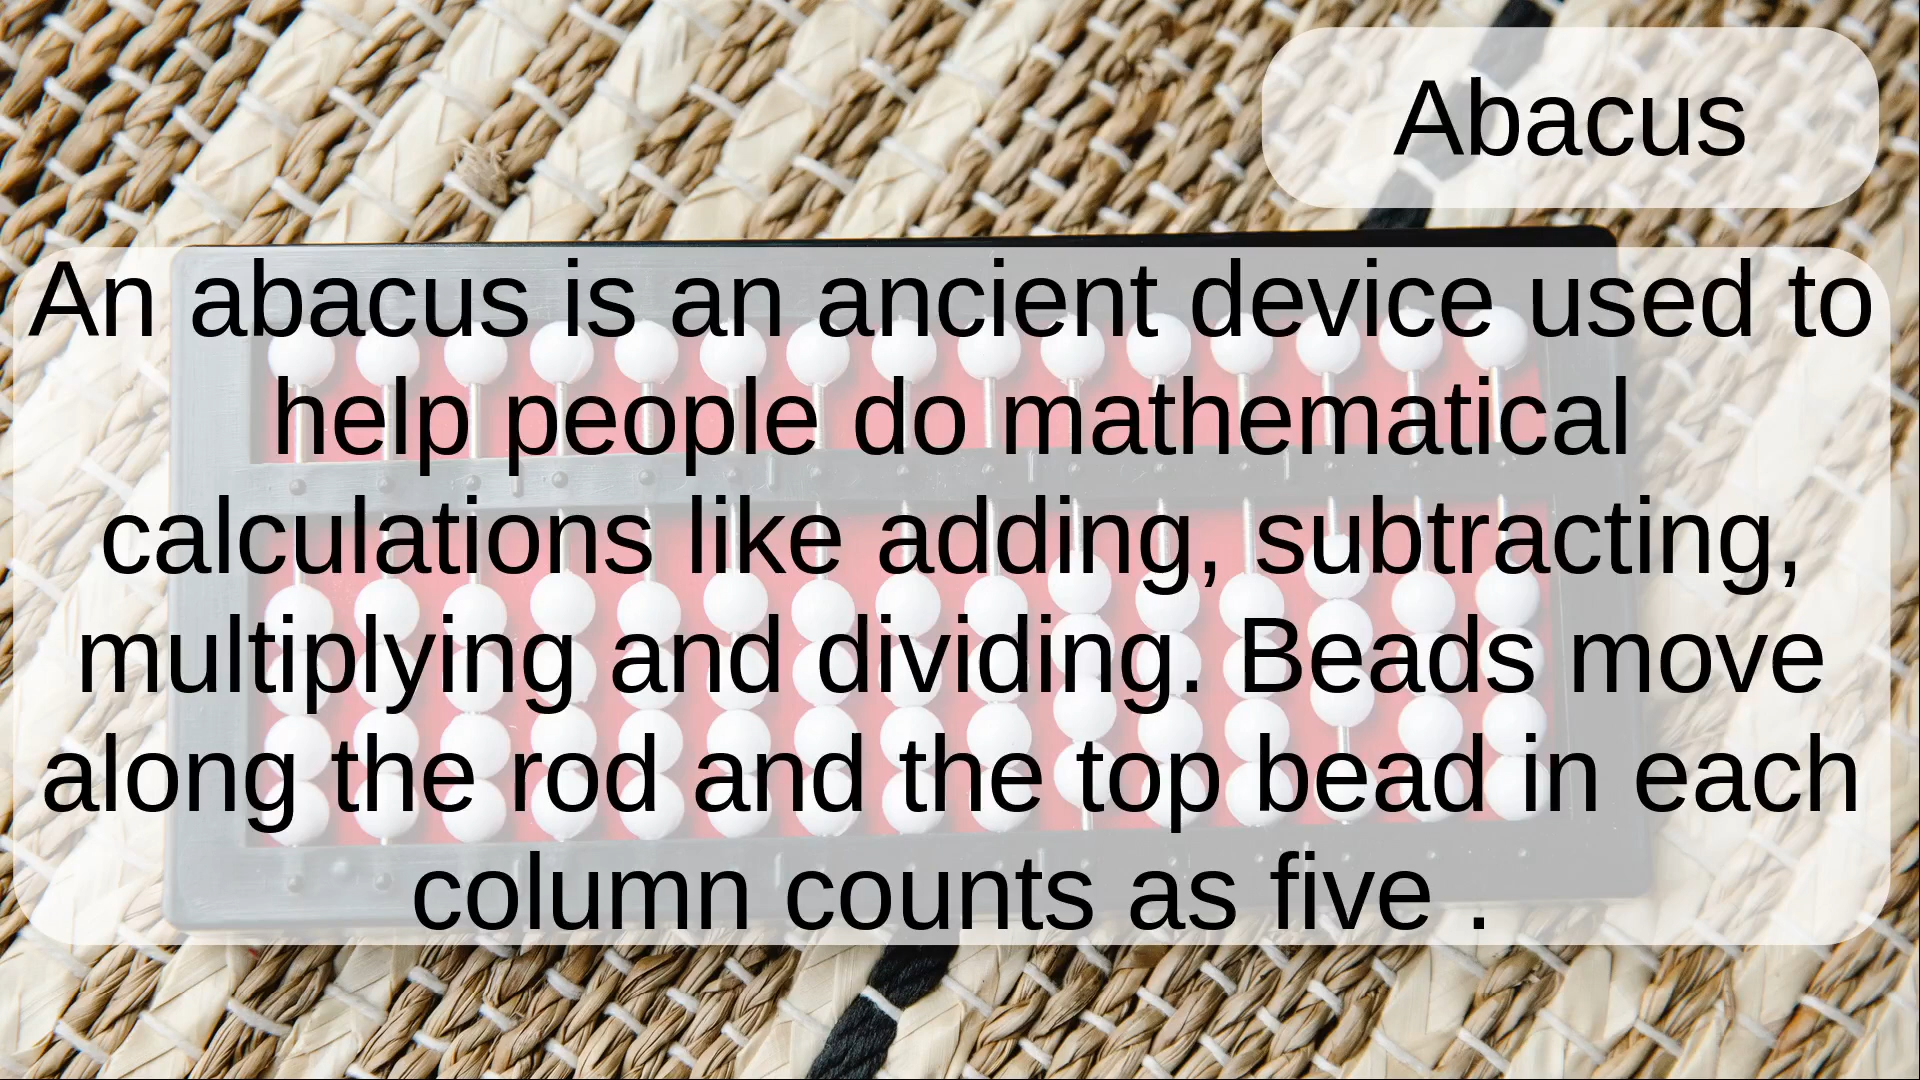 Abacus
An abacus is an ancient device used to
help people do mathematical
calculations like adding, subtracting,
multiplying and dividing. Beads move
along the rod and the top bead in each
column counts as five .